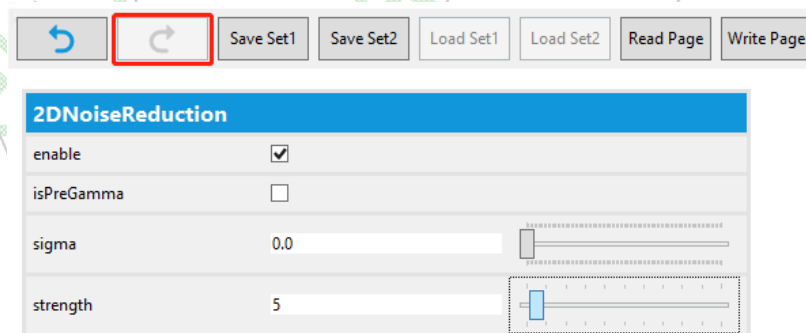 Save Set1 Save Set2 Load Set1 Load Set2 Read Page Write Page
2DNoiseReduction
enable
isPreGamma
sigma 0.0
strength 5